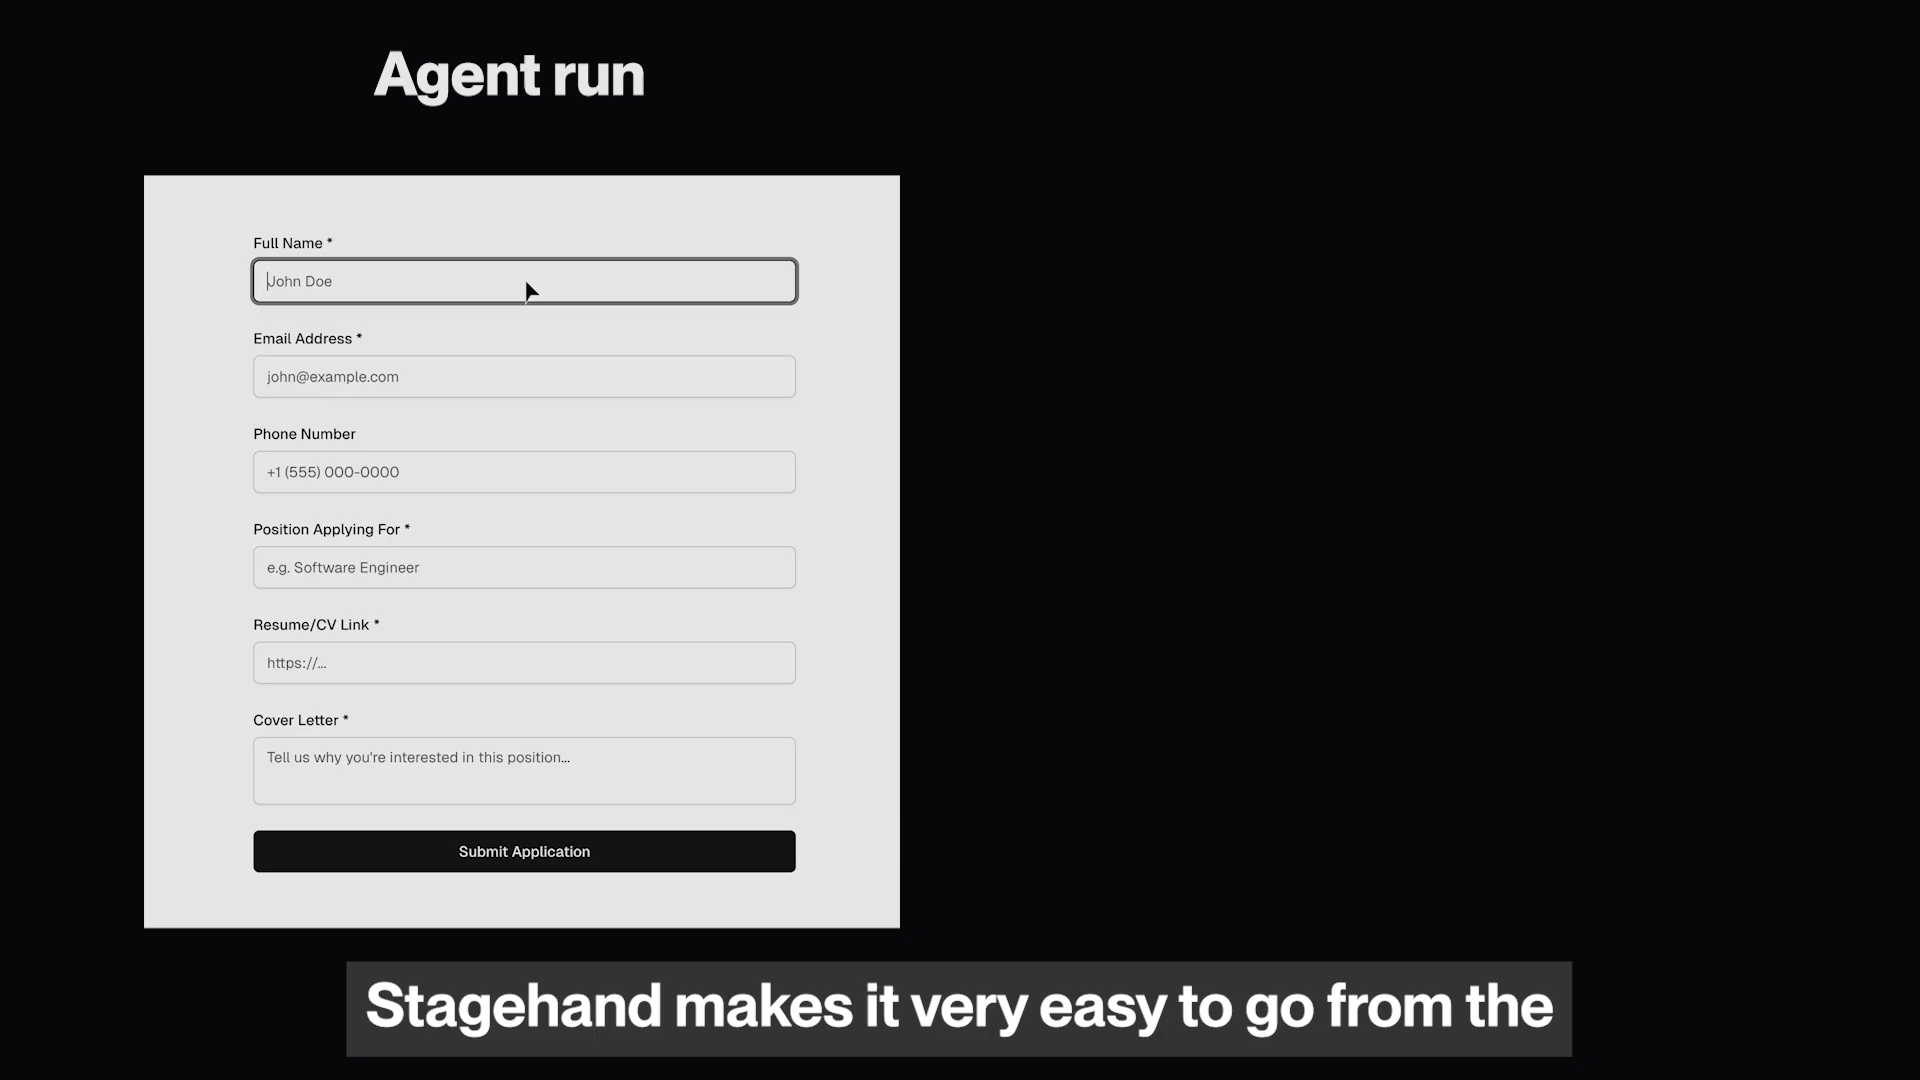 Agent run
Full Name *
John Doe
Email Address *
john@example.com
Phone Number
+1 (555) 000-0000
Position Applying For *
e.g. Software Engineer
Resume/CV Link *
https://...
Cover Letter *
Tell us why you're interested in this position...
Submit Application
Stagehand makes it very easy to go from the